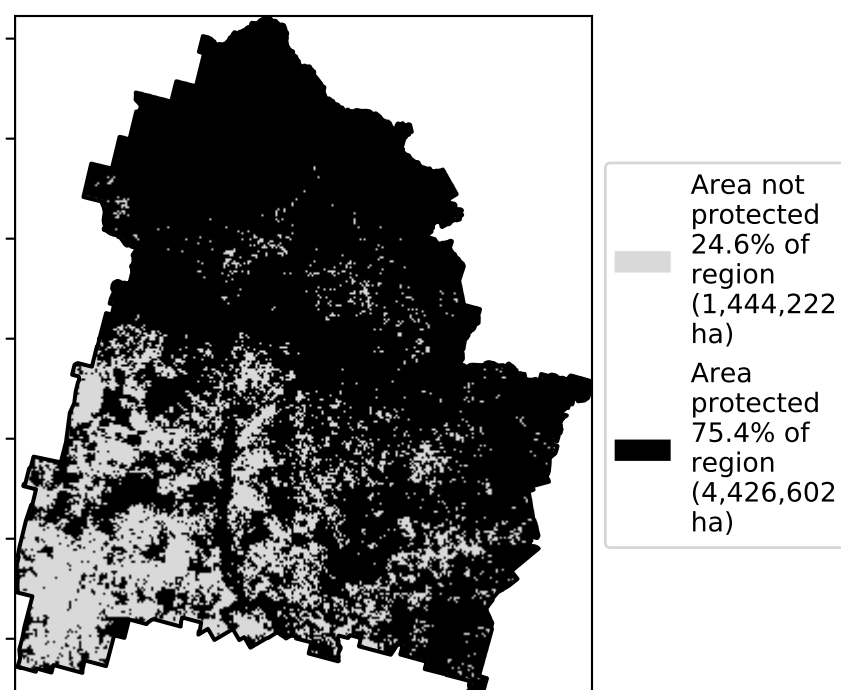 Area not
protected
24.6% of
region
(1,444,222
ha)
Area
protected
75.4% of
region
(4,426,602
ha)